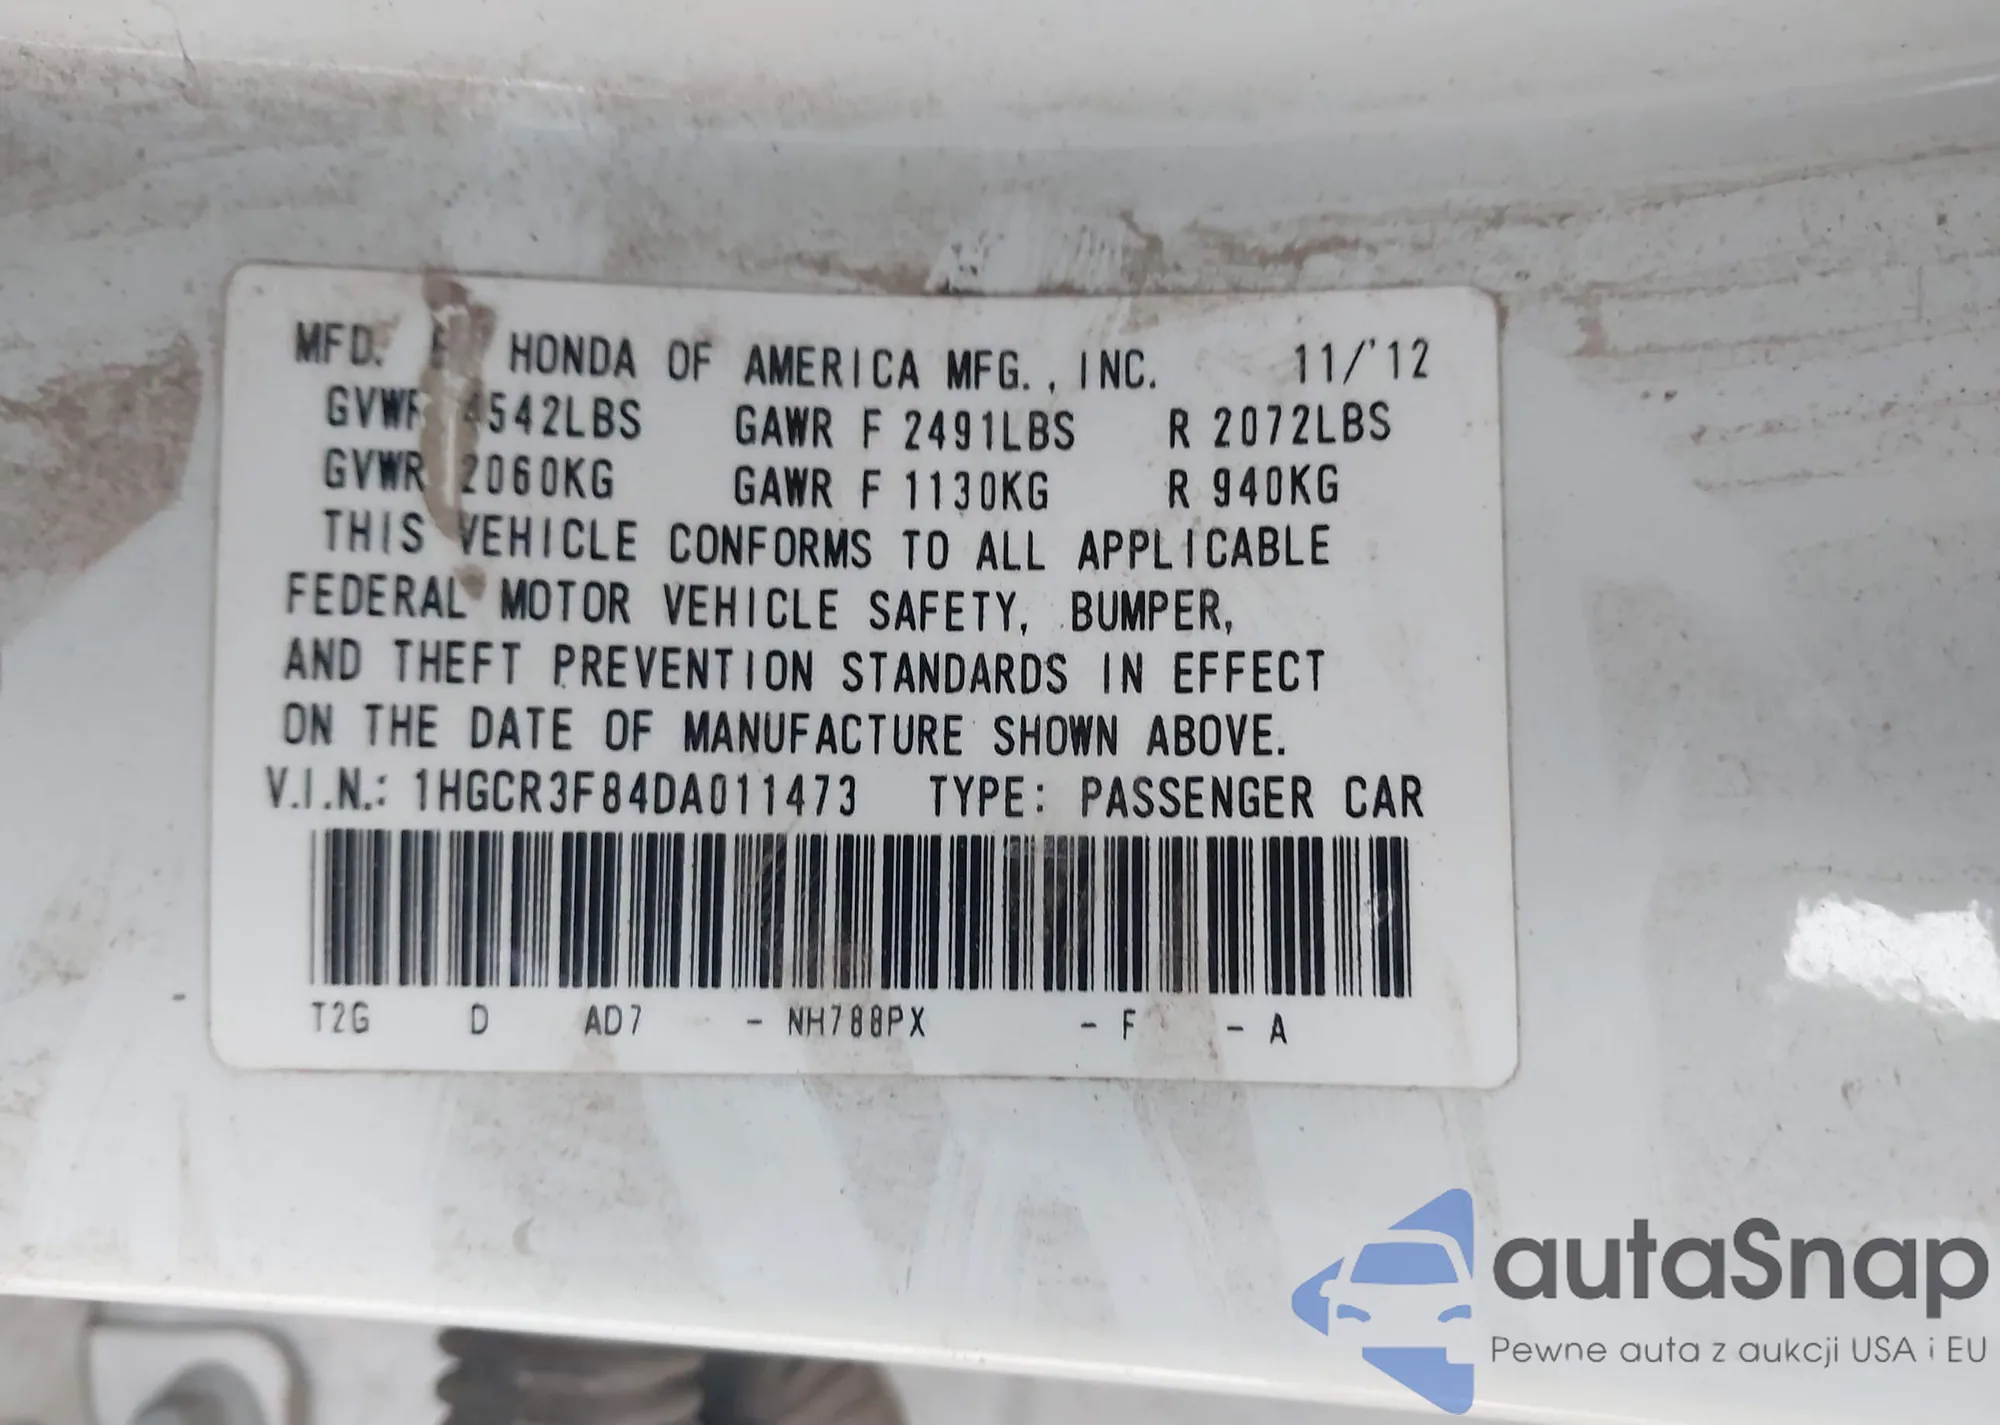 MFD. HONDA OF AMERICA MFG., INC. 11/'12
GVWR 4542LBS GAWR F 2491LBS R 2072LBS
GVWR 2060KG GAWR F 1130KG R 940KG
THIS VEHICLE CONFORMS TO ALL APPLICABLE
FEDERAL MOTOR VEHICLE SAFETY, BUMPER,
AND THEFT PREVENTION STANDARDS IN EFFECT
ON THE DATE OF MANUFACTURE SHOWN ABOVE.
V.I.N.: 1HGCR3F84DA011473 TYPE: PASSENGER CAR
T2G D AD7 - NH788PX - F - A
autaSnap
Pewne auta z aukcji USA i EU